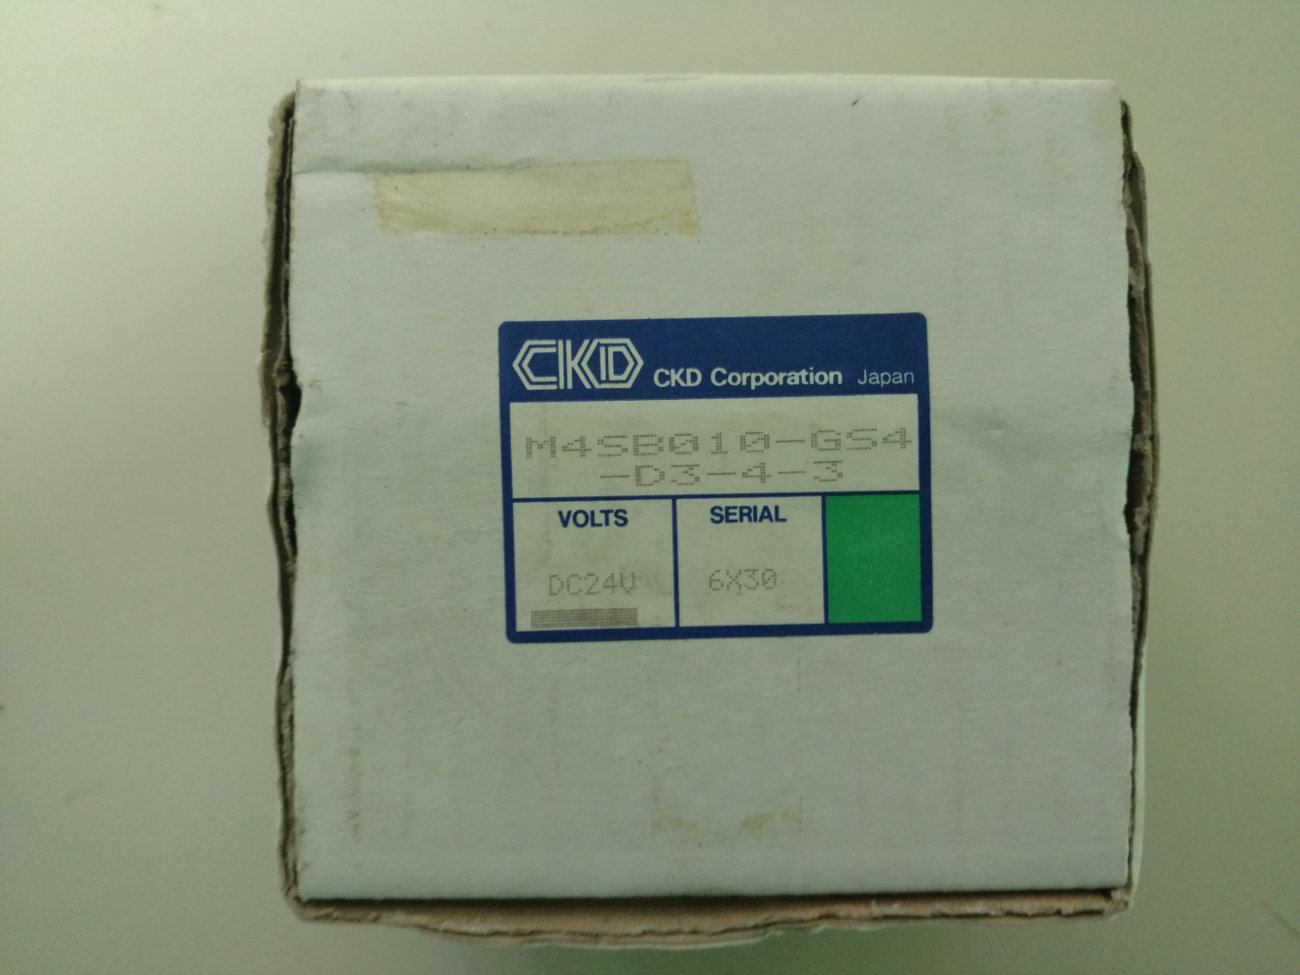 CKD CKD Corporation Japan
M4SB010-GS4
-D3-4-3
VOLTS SERIAL
DC24V 6X30